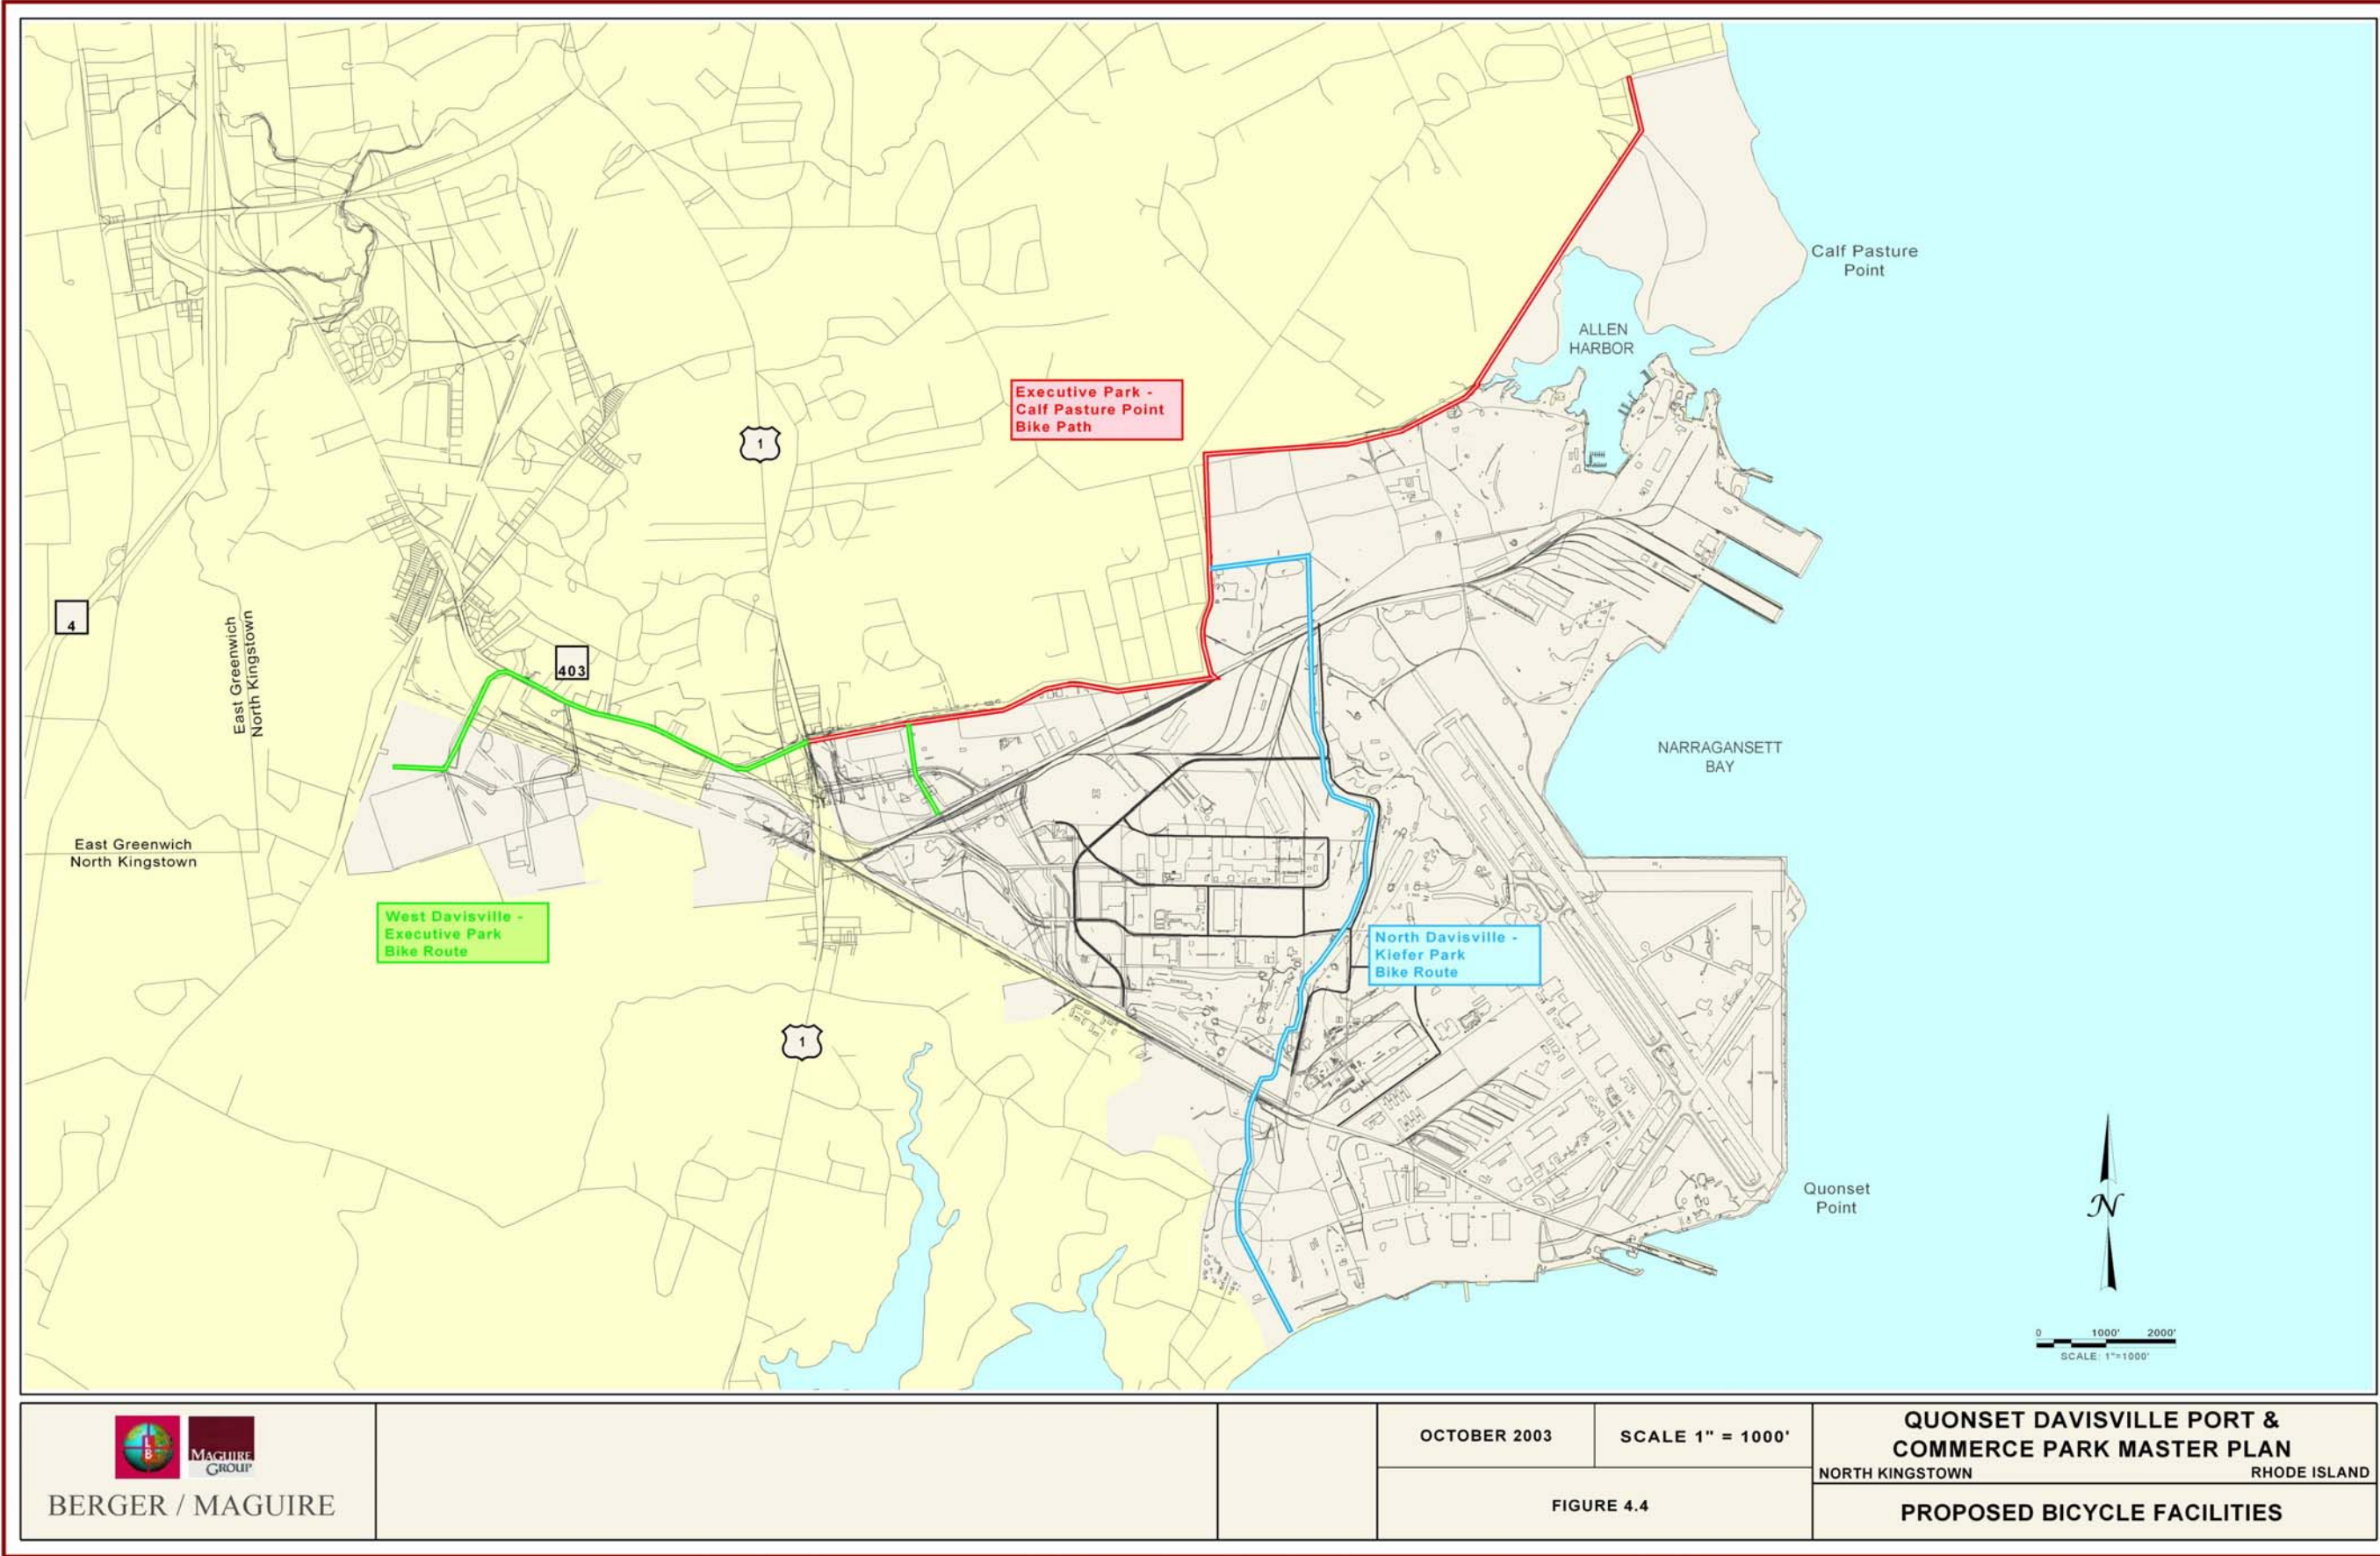 Calf Pasture
Point
ALLEN
HARBOR
Executive Park -
Calf Pasture Point
Bike Path
1
4
East Greenwich
North Kingstown
403
NARRAGANSETT
BAY
East Greenwich
North Kingstown
West Davisville -
Executive Park
Bike Route
North Davisville -
Kiefer Park
Bike Route
1
Quonset
Point
N
0 1000' 2000'
SCALE: 1"=1000'
LB
MAGUIRE
GROUP
BERGER / MAGUIRE
OCTOBER 2003
SCALE 1" = 1000'
FIGURE 4.4
QUONSET DAVISVILLE PORT &
COMMERCE PARK MASTER PLAN
NORTH KINGSTOWN RHODE ISLAND
PROPOSED BICYCLE FACILITIES